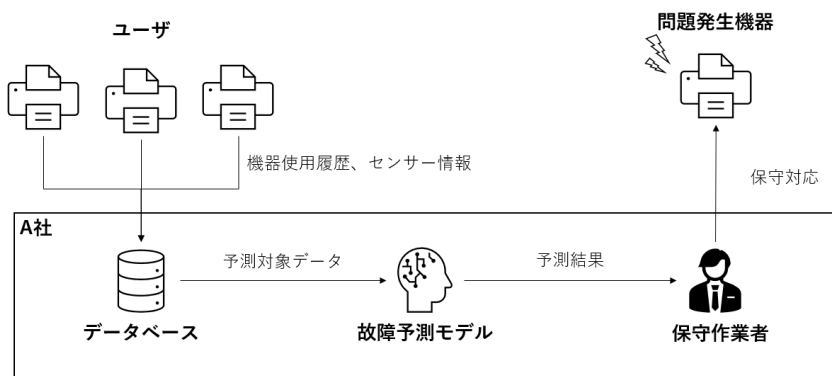 ユーザ
問題発生機器
機器使用履歴、センサー情報
保守対応
A社
予測対象データ
予測結果
データベース
故障予測モデル
保守作業者